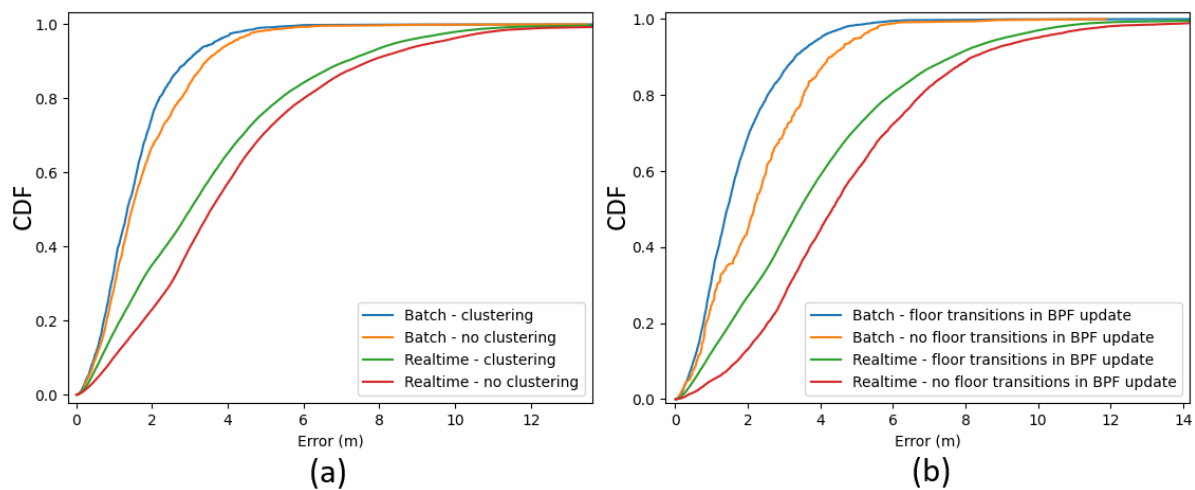 1.0
0.8
0.6
0.4
0.2
0.0
CDF
0 2 4 6 8 10 12
Error (m)
Batch - clustering
Batch - no clustering
Realtime - clustering
Realtime - no clustering
(a)
1.0
0.8
0.6
0.4
0.2
0.0
CDF
0 2 4 6 8 10 12 14
Error (m)
Batch - floor transitions in BPF update
Batch - no floor transitions in BPF update
Realtime - floor transitions in BPF update
Realtime - no floor transitions in BPF update
(b)